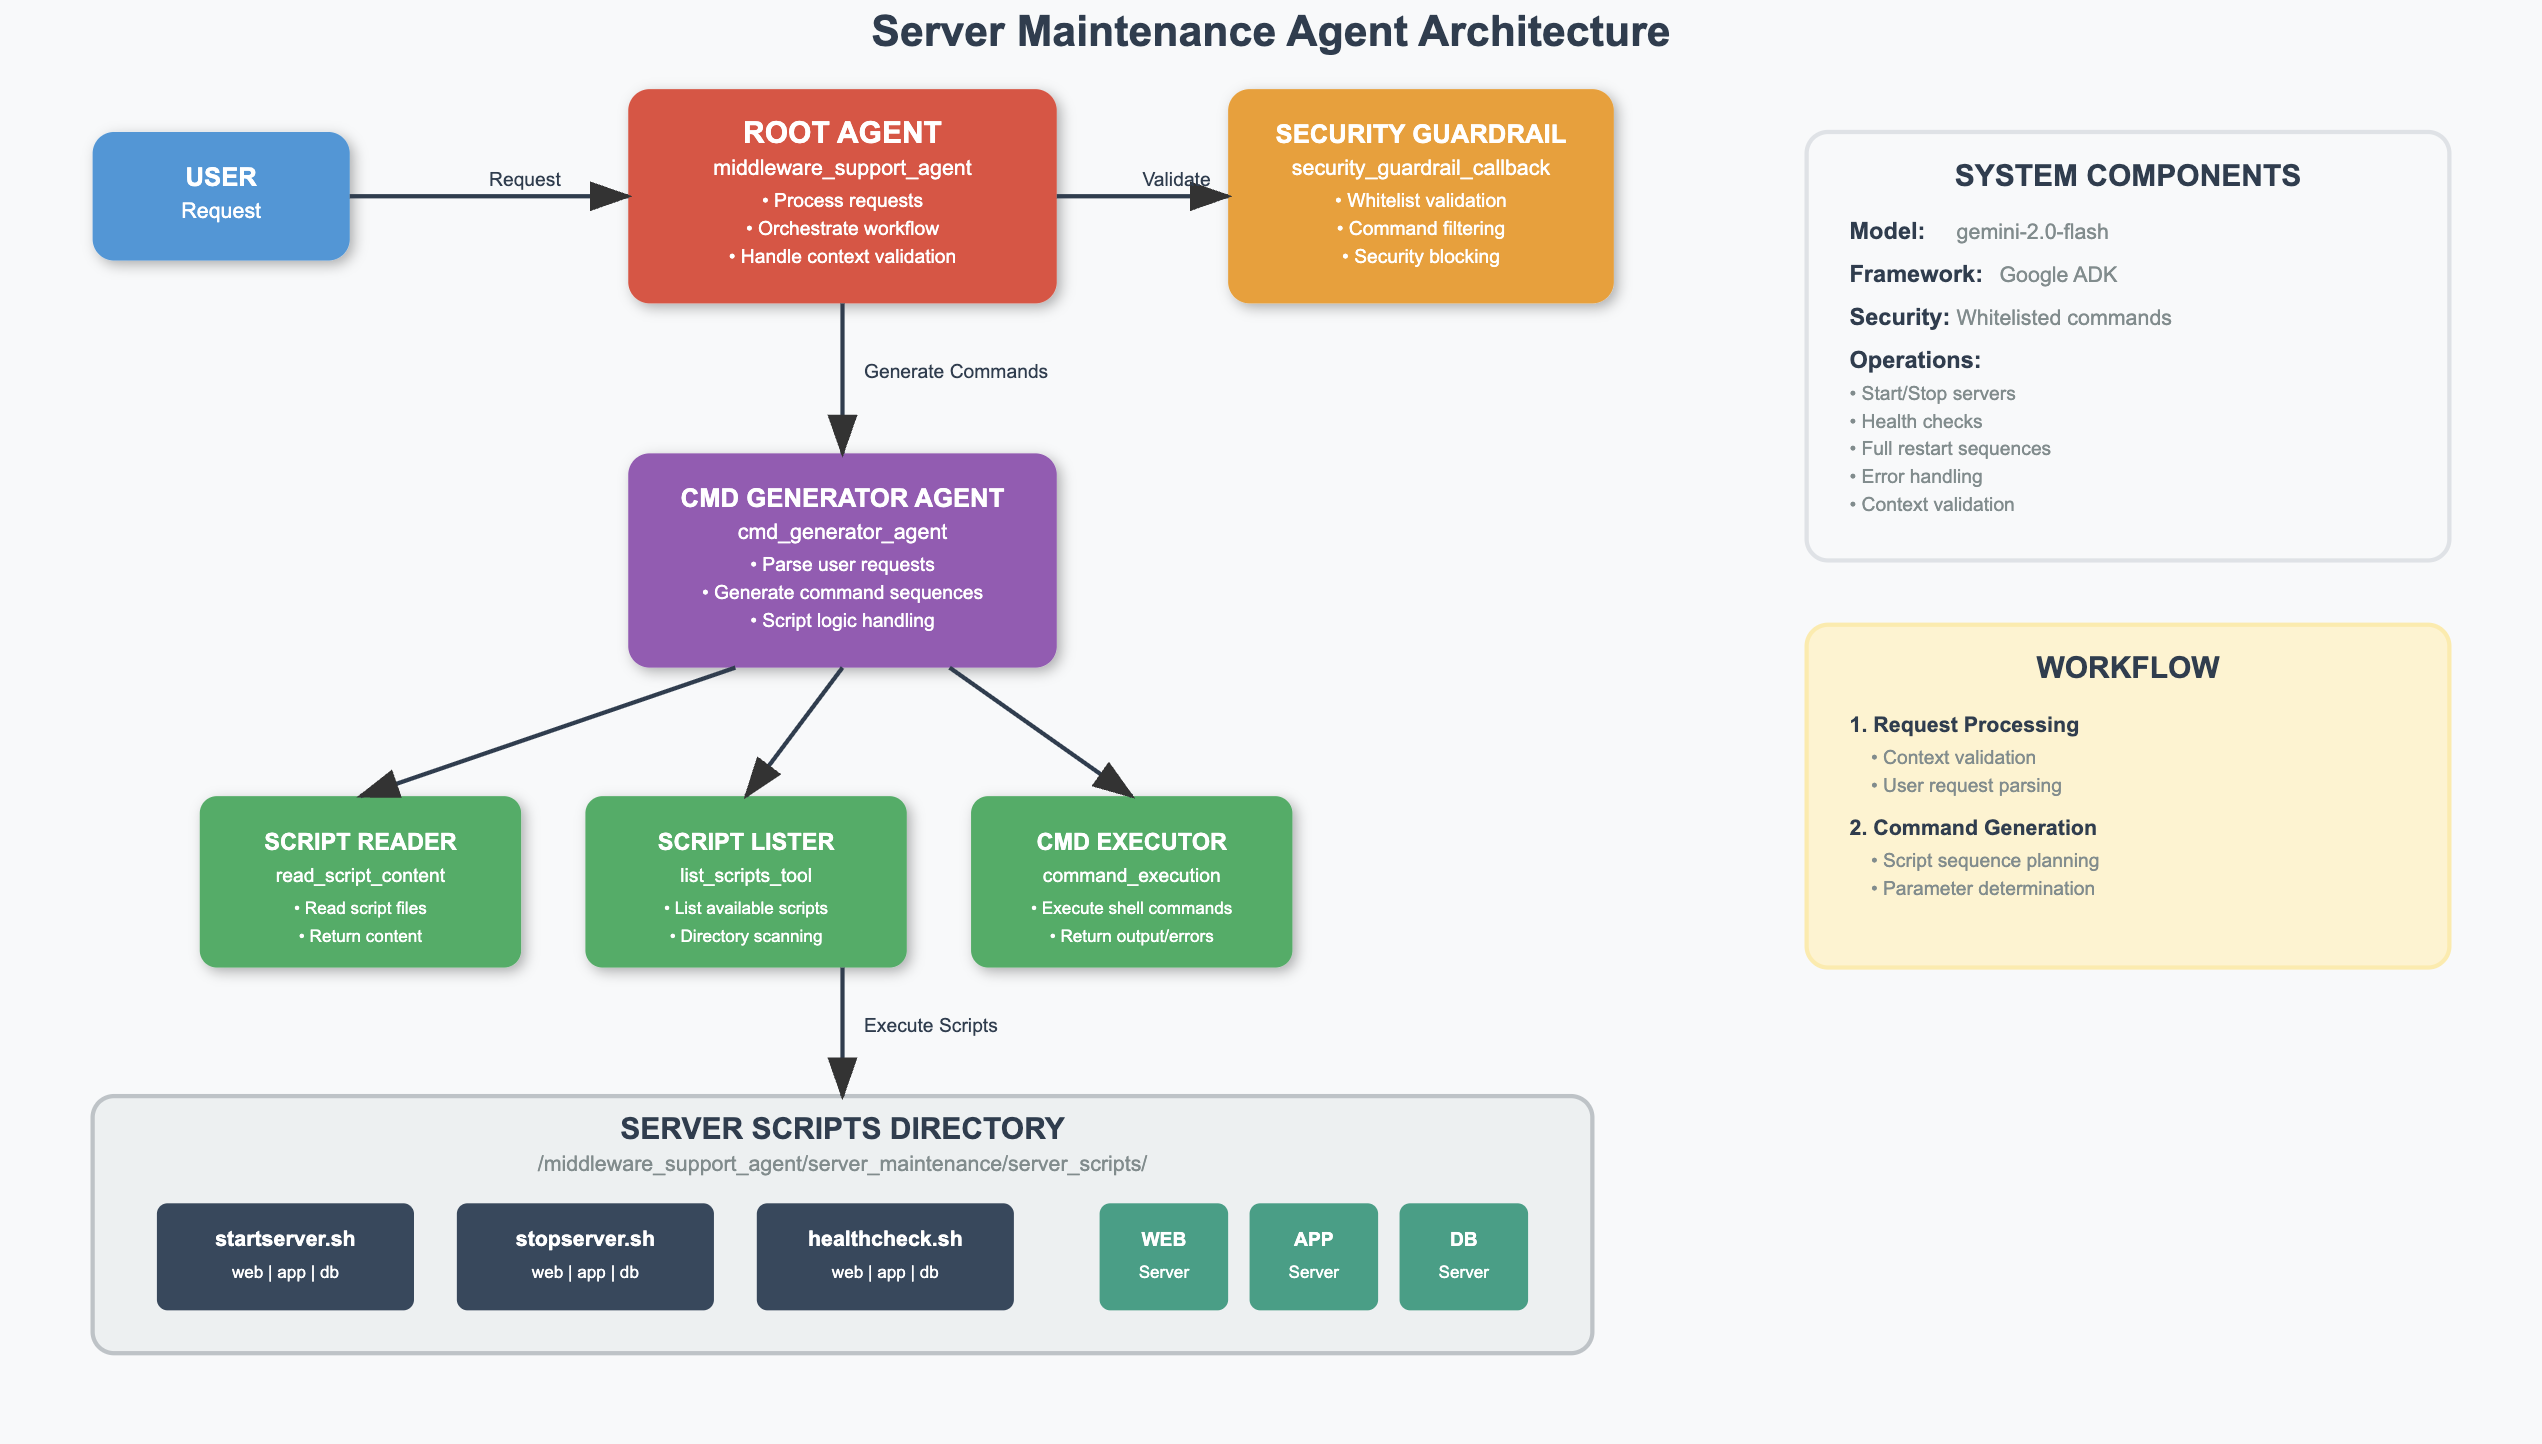 Server Maintenance Agent Architecture
USER
Request
Request
ROOT AGENT
middleware_support_agent
• Process requests
• Orchestrate workflow
• Handle context validation
Validate
SECURITY GUARDRAIL
security_guardrail_callback
• Whitelist validation
• Command filtering
• Security blocking
Generate Commands
CMD GENERATOR AGENT
cmd_generator_agent
• Parse user requests
• Generate command sequences
• Script logic handling
SCRIPT READER
read_script_content
• Read script files
• Return content
SCRIPT LISTER
list_scripts_tool
• List available scripts
• Directory scanning
CMD EXECUTOR
command_execution
• Execute shell commands
• Return output/errors
Execute Scripts
SERVER SCRIPTS DIRECTORY
/middleware_support_agent/server_maintenance/server_scripts/
startserver.sh
web | app | db
stopserver.sh
web | app | db
healthcheck.sh
web | app | db
WEB
Server
APP
Server
DB
Server
SYSTEM COMPONENTS
Model: gemini-2.0-flash
Framework: Google ADK
Security: Whitelisted commands
Operations:
• Start/Stop servers
• Health checks
• Full restart sequences
• Error handling
• Context validation
WORKFLOW
1. Request Processing
• Context validation
• User request parsing
2. Command Generation
• Script sequence planning
• Parameter determination